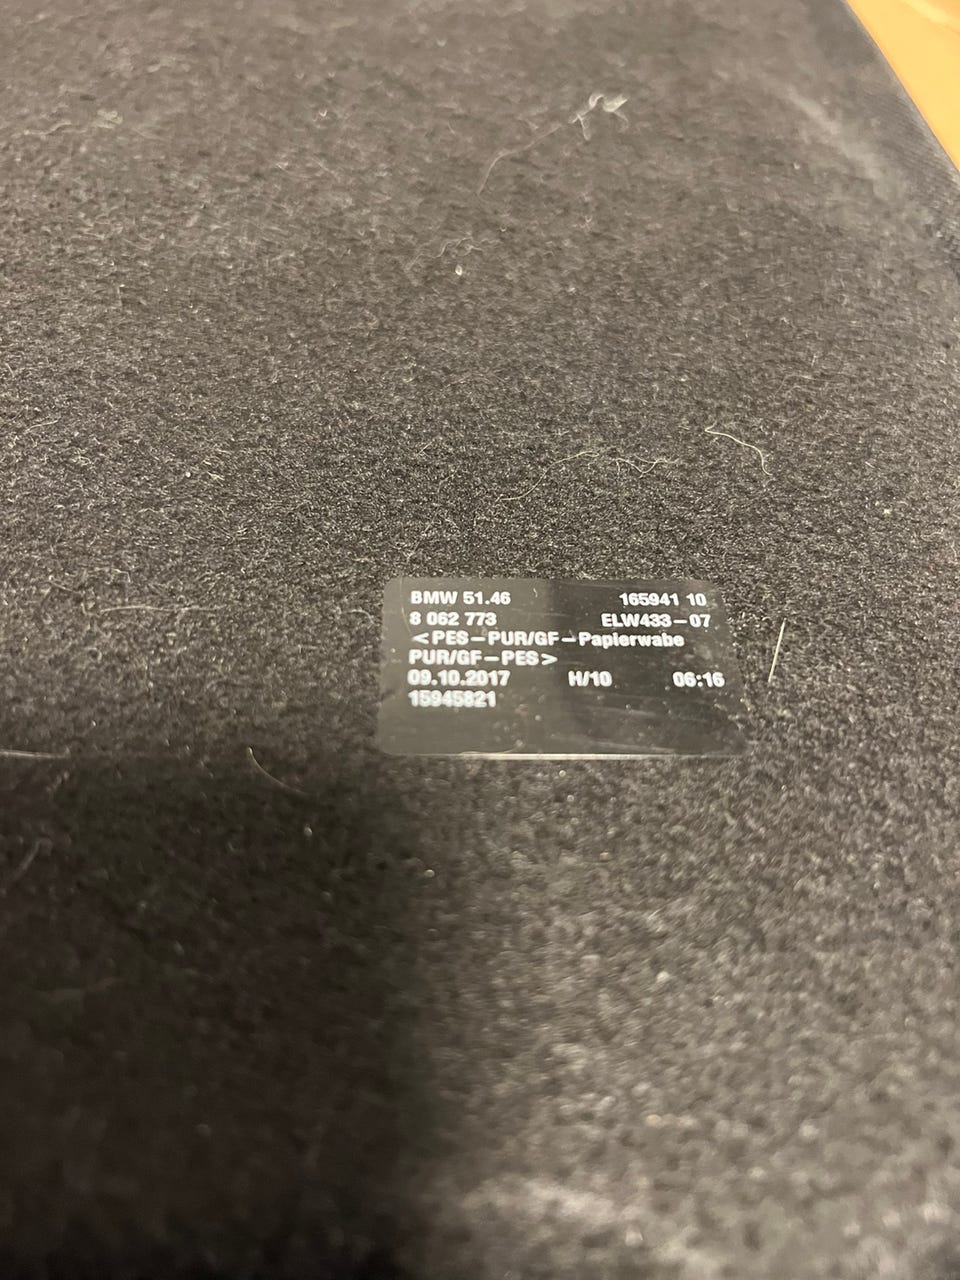 BMW 51.46 165941 10
8 062 773 ELW433-07
<PES-PUR/GF-Papierwabe
PUR/GF-PES>
09.10.2017 H/10 06:16
15945821